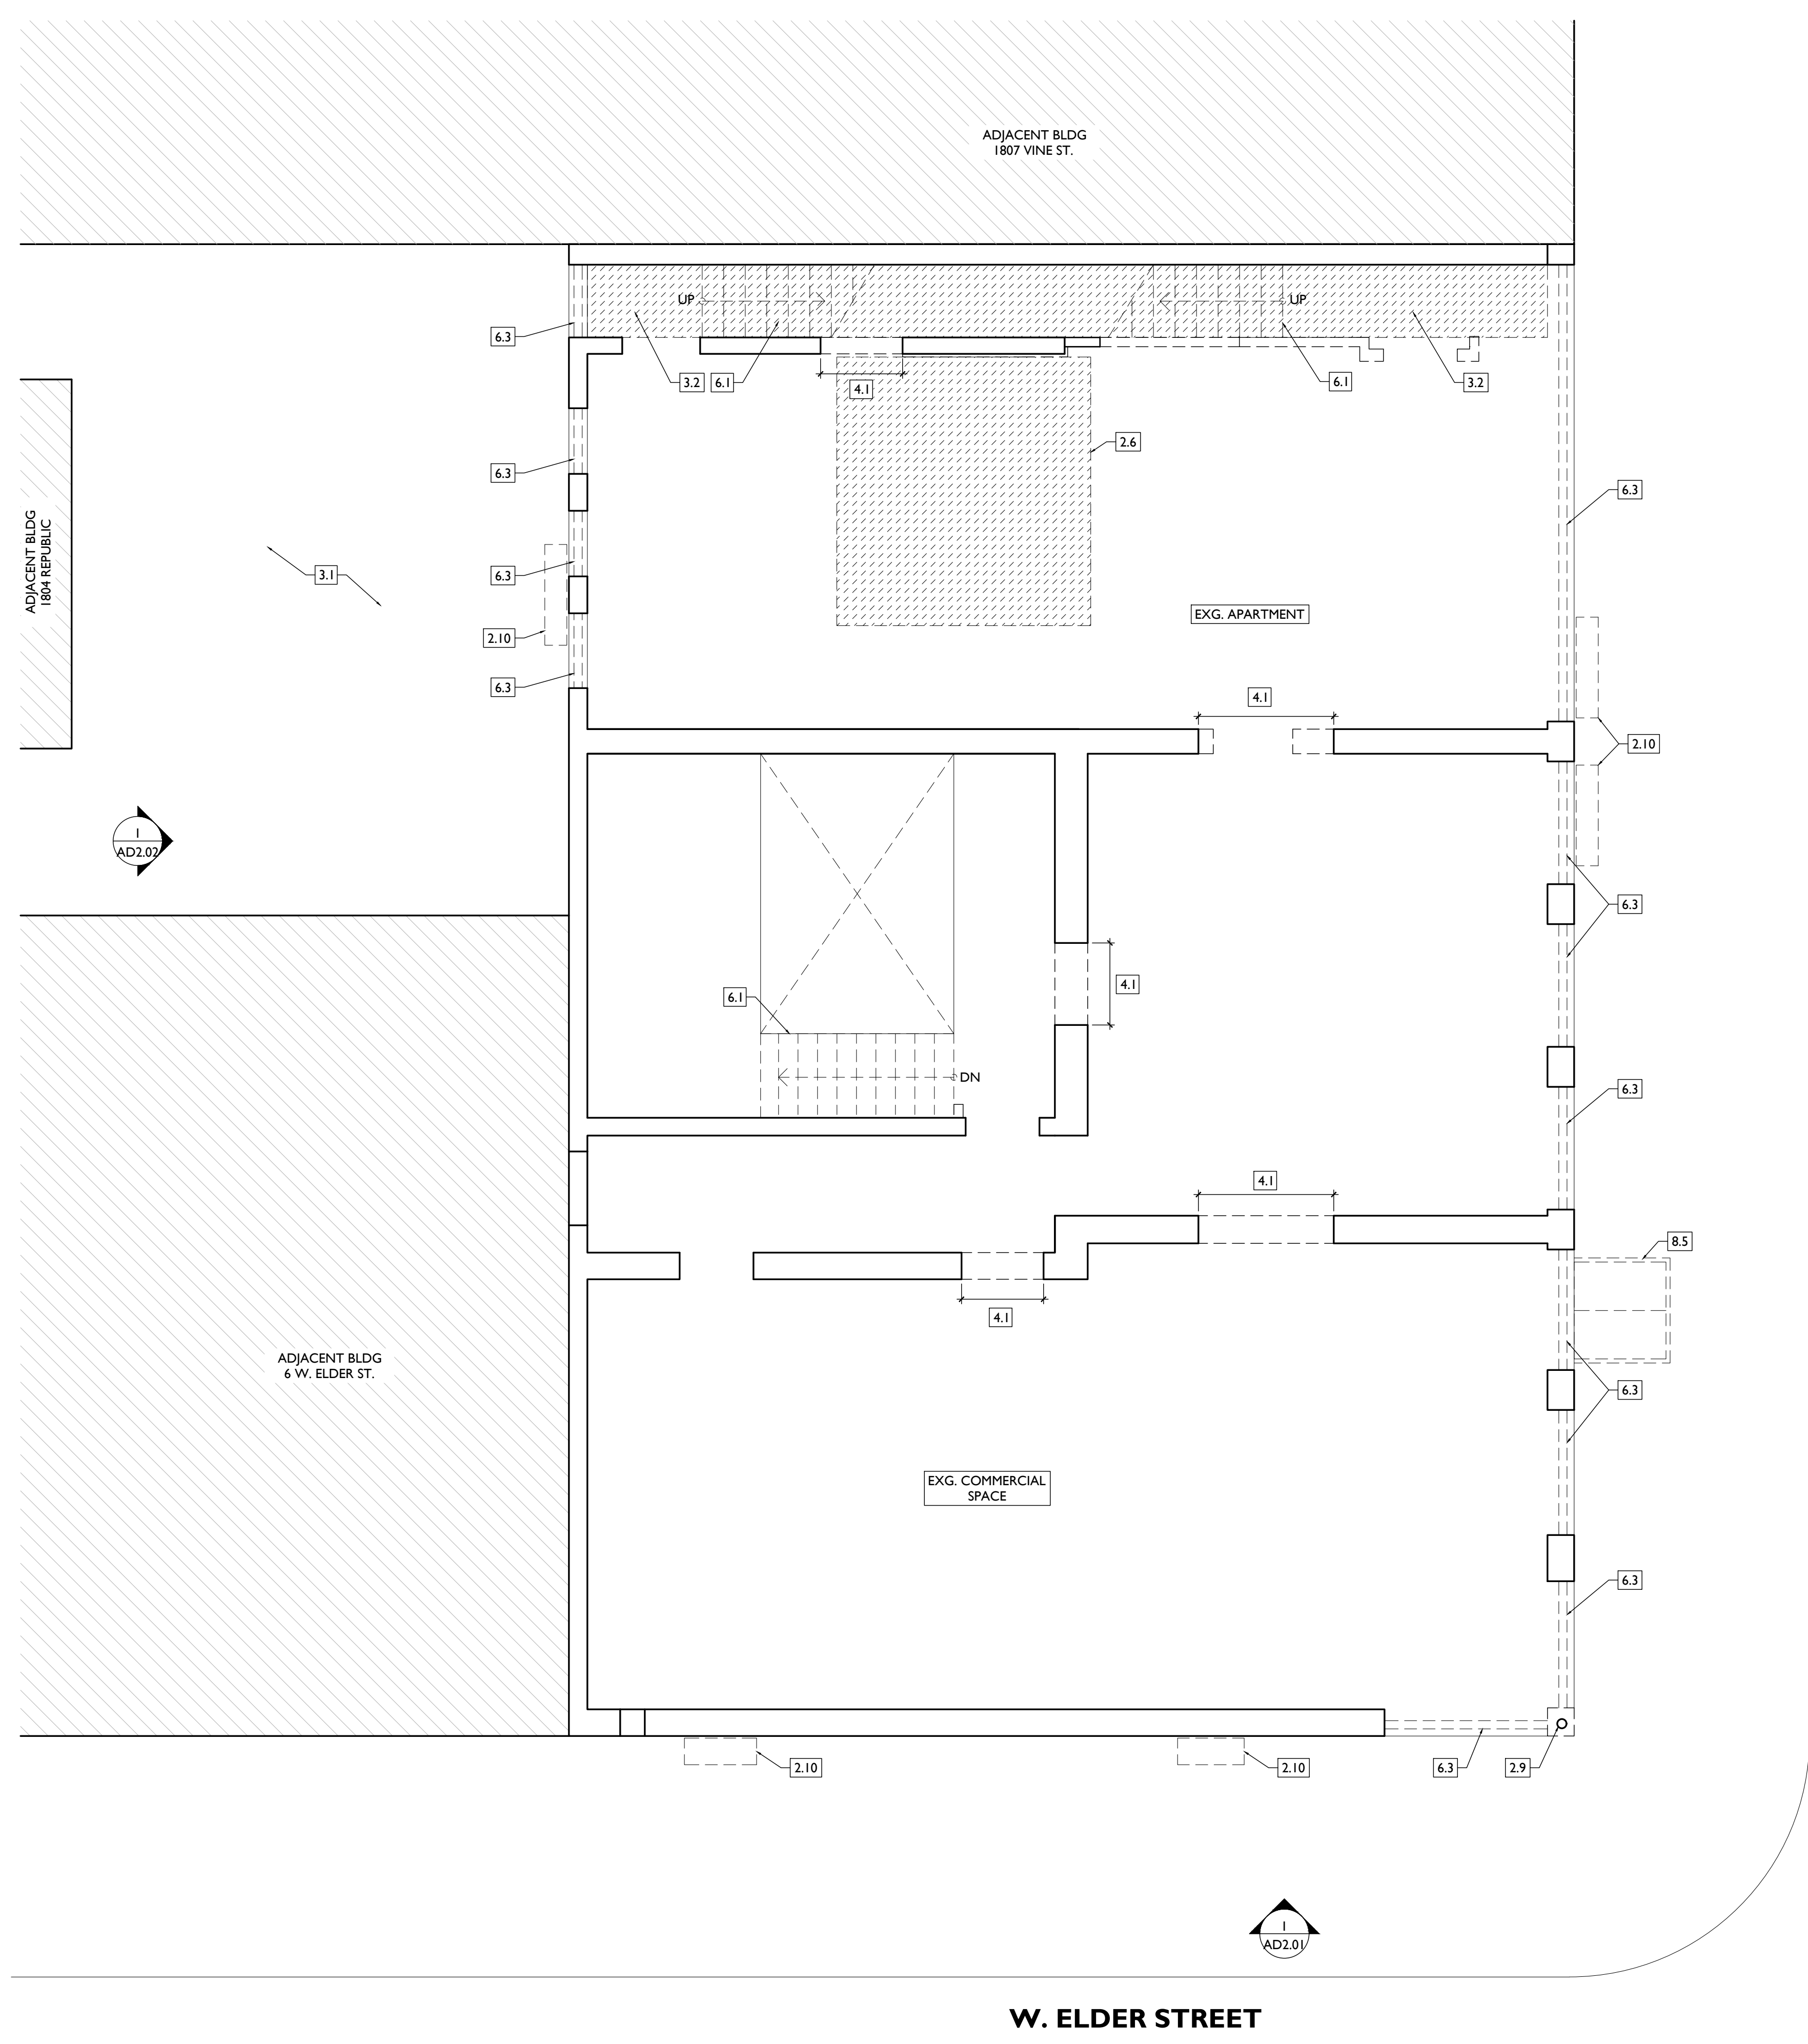 ADJACENT BLDG
1807 VINE ST.
UP
UP
6.3
3.2
6.1
4.1
6.1
3.2
2.6
6.3
6.3
ADJACENT BLDG
1804 REPUBLIC
3.1
6.3
EXG. APARTMENT
2.10
6.3
4.1
2.10
1
AD2.02
6.3
4.1
6.1
DN
6.3
4.1
8.5
4.1
ADJACENT BLDG
6 W. ELDER ST.
6.3
EXG. COMMERCIAL
SPACE
6.3
2.10
2.10
6.3
2.9
1
AD2.01
W. ELDER STREET